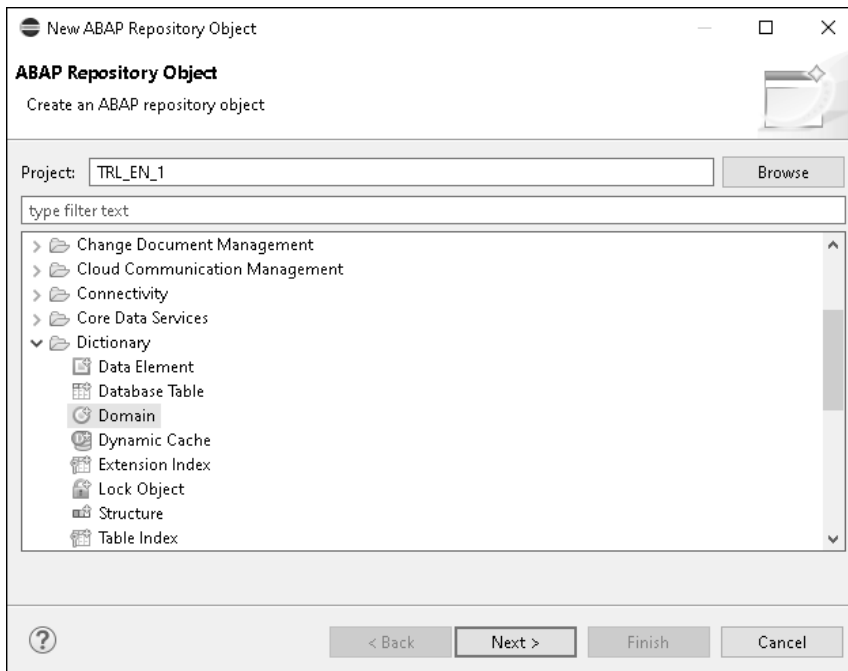 New ABAP Repository Object
ABAP Repository Object
Create an ABAP repository object
Project: TRL_EN_1 Browse
type filter text
Change Document Management
Cloud Communication Management
Connectivity
Core Data Services
Dictionary
Data Element
Database Table
Domain
Dynamic Cache
Extension Index
Lock Object
Structure
Table Index
? < Back Next > Finish Cancel